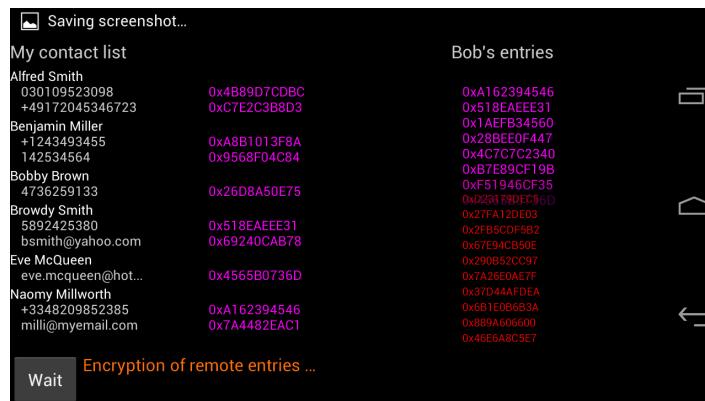 Saving screenshot...
My contact list
Bob's entries
Alfred Smith
030109523098 0x4B89D7CDBC 0xA162394546
+49172045346723 0xC7E2C3B8D3 0x518EAEEE31
0x1AEFB34560
Benjamin Miller
+1243493455 0xA8B1013F8A 0x28BEE0F447
142534564 0x9568F04C84 0x4C7C7C2340
0xB7E89CF19B
Bobby Brown
4736259133 0x26D8A50E75 0xF51946CF35
Browdy Smith
0x27FA12DE03
5892425380 0x518EAEEE31 0x2FB5CDF5B2
bsmith@yahoo.com 0x69240CAB78 0x67E94CB50E
Eve McQueen 0x290B52CC97
eve.mcqueen@hot... 0x4565B0736D 0x7A26E0AE7F
Naomy Millworth 0x37D44AFDEA
+3348209852385 0xA162394546 0x6B1E0B6B3A
milli@myemail.com 0x7A4482EAC1 0x889A606600
0x46E6A8C5E7
Encryption of remote entries ...
Wait